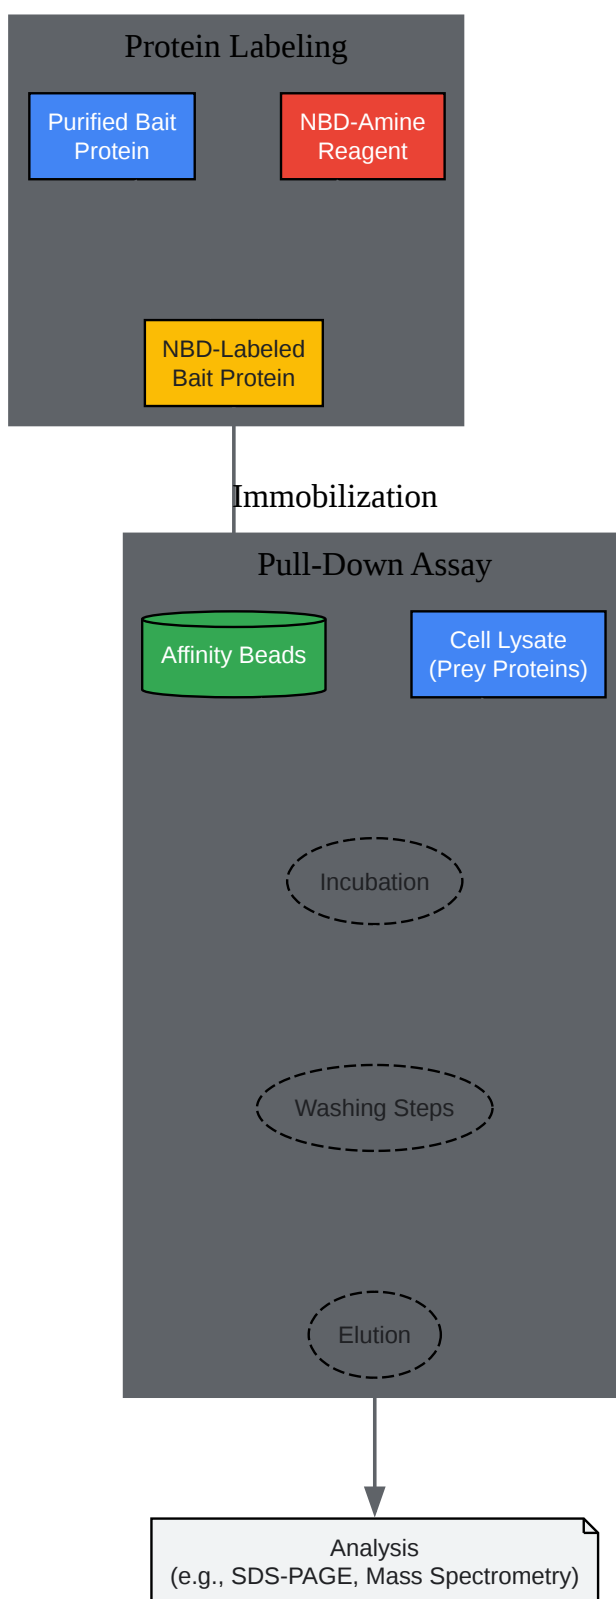 Protein Labeling
Purified Bait
Protein
NBD-Amine
Reagent
NBD-Labeled
Bait Protein
Immobilization
Pull-Down Assay
Affinity Beads
Cell Lysate
(Prey Proteins)
Incubation
Washing Steps
Elution
Analysis
(e.g., SDS-PAGE, Mass Spectrometry)